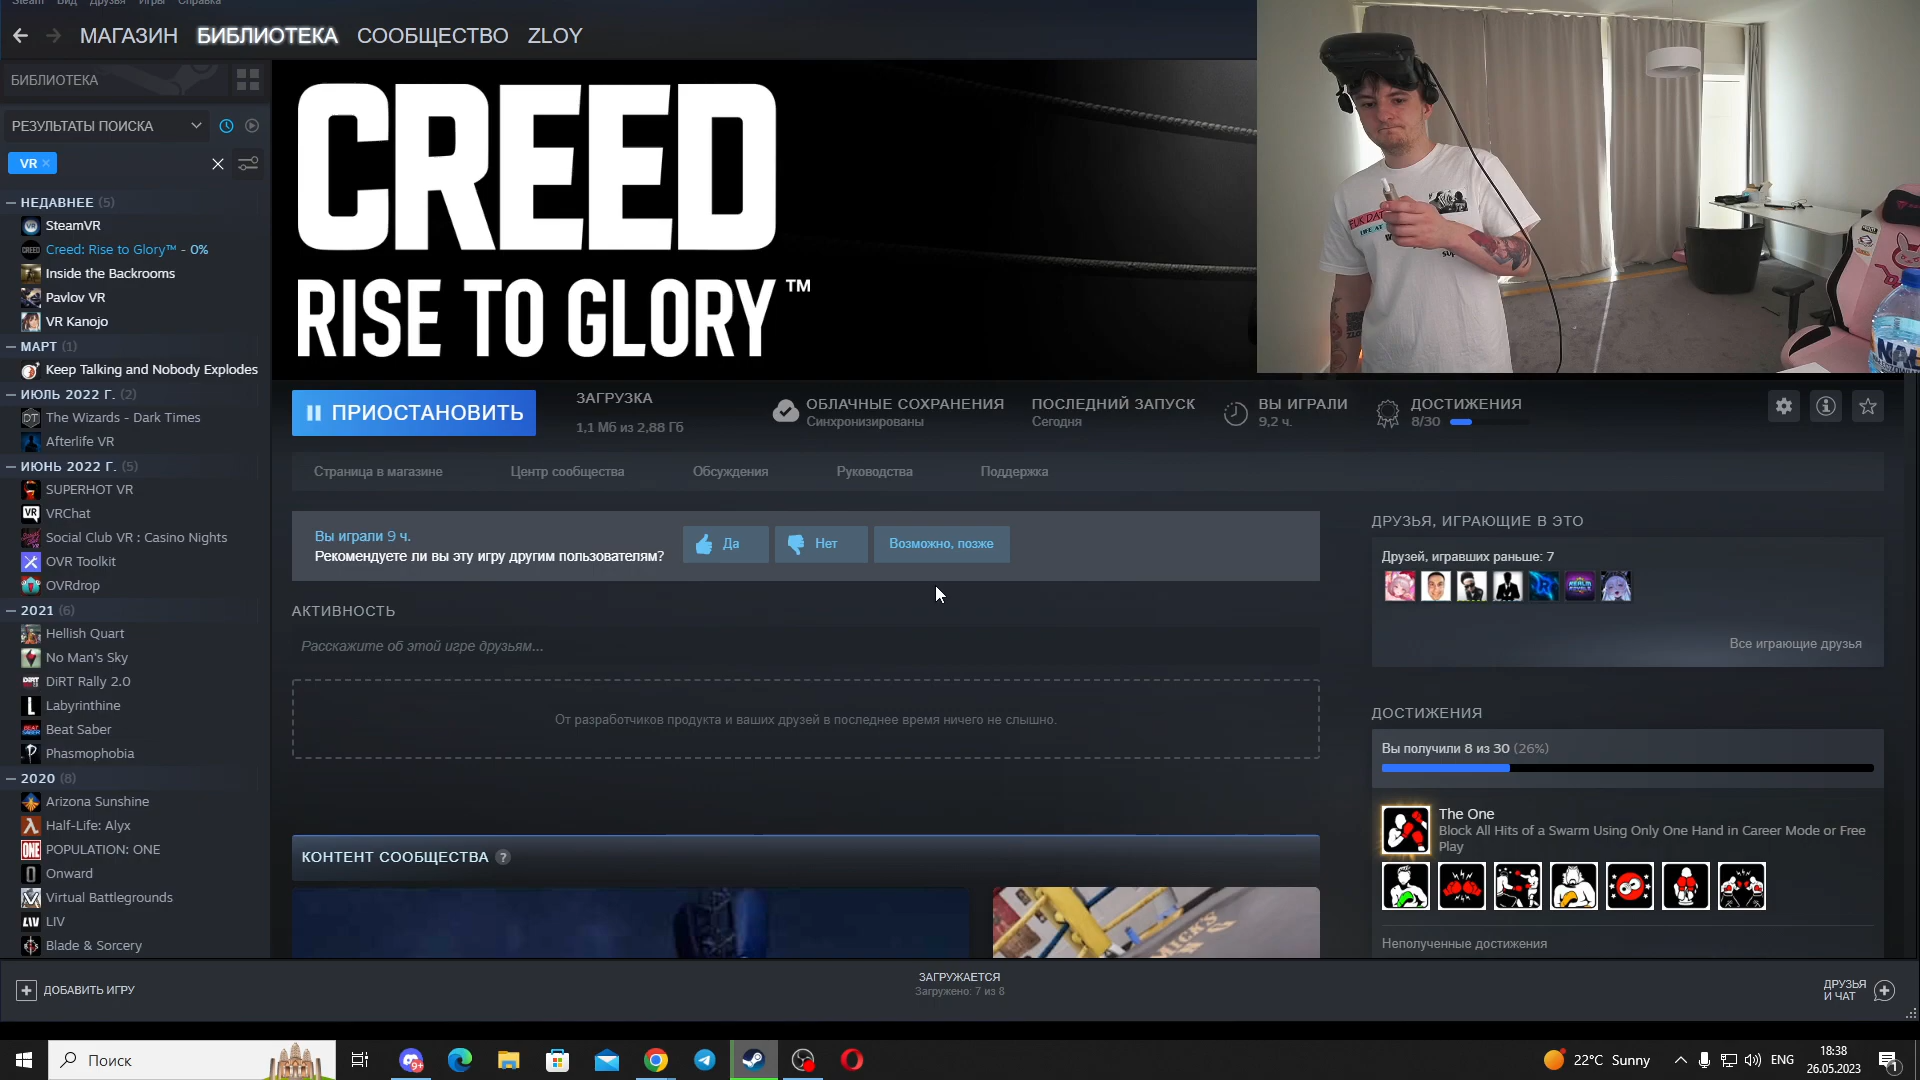 Steam Вид Друзья Игры Справка
МАГАЗИН БИБЛИОТЕКА СООБЩЕСТВО ZLOY
БИБЛИОТЕКА
РЕЗУЛЬТАТЫ ПОИСКА
VR
НЕДАВНЕЕ (5)
SteamVR
Creed: Rise to Glory™ - 0%
Inside the Backrooms
Pavlov VR
VR Kanojo
МАРТ (1)
Keep Talking and Nobody Explodes
ИЮЛЬ 2022 Г. (2)
The Wizards - Dark Times
Afterlife VR
ИЮНЬ 2022 Г. (5)
SUPERHOT VR
VRChat
Social Club VR : Casino Nights
OVR Toolkit
OVRdrop
2021 (6)
Hellish Quart
No Man's Sky
DiRT Rally 2.0
Labyrinthine
Beat Saber
Phasmophobia
2020 (8)
Arizona Sunshine
Half-Life: Alyx
POPULATION: ONE
Onward
Virtual Battlegrounds
LIV
Blade & Sorcery
ДОБАВИТЬ ИГРУ
CREED
RISE TO GLORY™
ПРИОСТАНОВИТЬ
ЗАГРУЗКА
1,1 Мб из 2,88 Гб
ОБЛАЧНЫЕ СОХРАНЕНИЯ
Синхронизированы
ПОСЛЕДНИЙ ЗАПУСК
Сегодня
ВЫ ИГРАЛИ
9,2 ч.
ДОСТИЖЕНИЯ
8/30
Страница в магазине Центр сообщества Обсуждения Руководства Поддержка
Вы играли 9 ч.
Рекомендуете ли вы эту игру другим пользователям?
Да Нет Возможно, позже
АКТИВНОСТЬ
Расскажите об этой игре друзьям...
От разработчиков продукта и ваших друзей в последнее время ничего не слышно.
КОНТЕНТ СООБЩЕСТВА ?
ДРУЗЬЯ, ИГРАЮЩИЕ В ЭТО
Друзей, игравших раньше: 7
Все играющие друзья
ДОСТИЖЕНИЯ
Вы получили 8 из 30 (26%)
The One
Block All Hits of a Swarm Using Only One Hand in Career Mode or Free
Play
Неполученные достижения
ЗАГРУЖАЕТСЯ
Загружено: 7 из 8
ДРУЗЬЯ
И ЧАТ
Поиск
22°C Sunny
ENG
18:38
26.05.2023